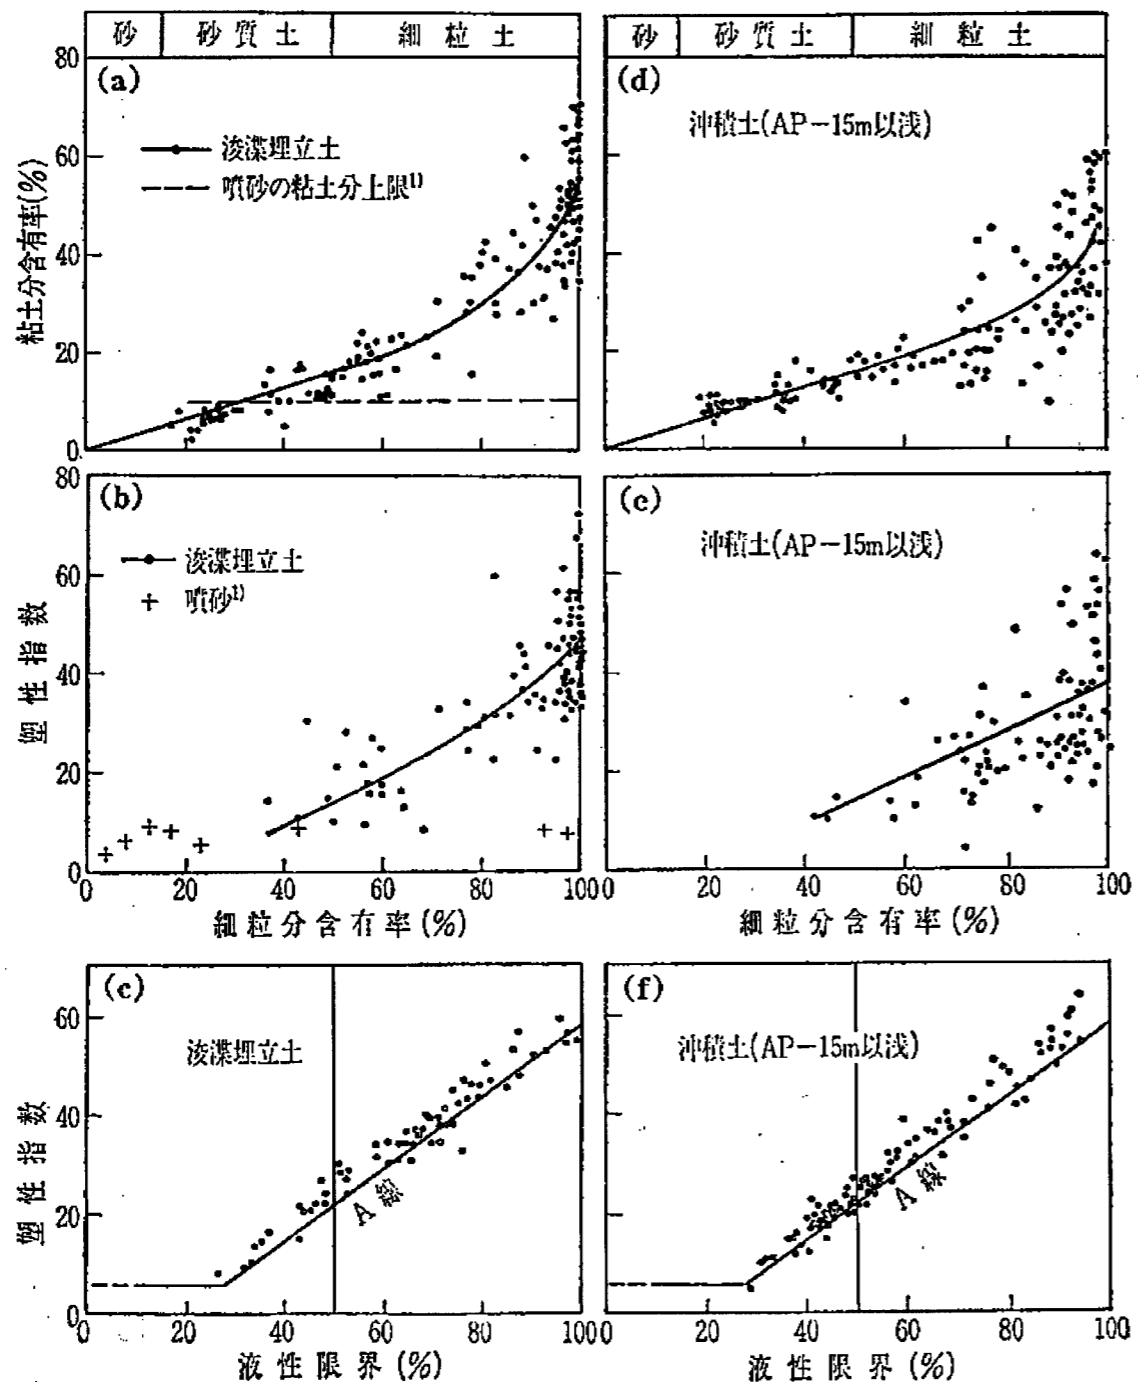 砂 砂質土 細粒土
(a)
浚渫埋立土
噴砂の粘土分上限1)
粘土分含有率(%)
80
60
40
20
0
砂 砂質土 細粒土
(d)
沖積土(AP-15m以浅)
(b)
浚渫埋立土
噴砂1)
塑性指数
80
60
40
20
0
0 20 40 60 80 100
細粒分含有率(%)
(e)
沖積土(AP-15m以浅)
0 20 40 60 80 100
細粒分含有率(%)
(c)
浚渫埋立土
A線
塑性指数
60
40
20
0
0 20 40 60 80 100
液性限界(%)
(f)
沖積土(AP-15m以浅)
A線
0 20 40 60 80 100
液性限界(%)